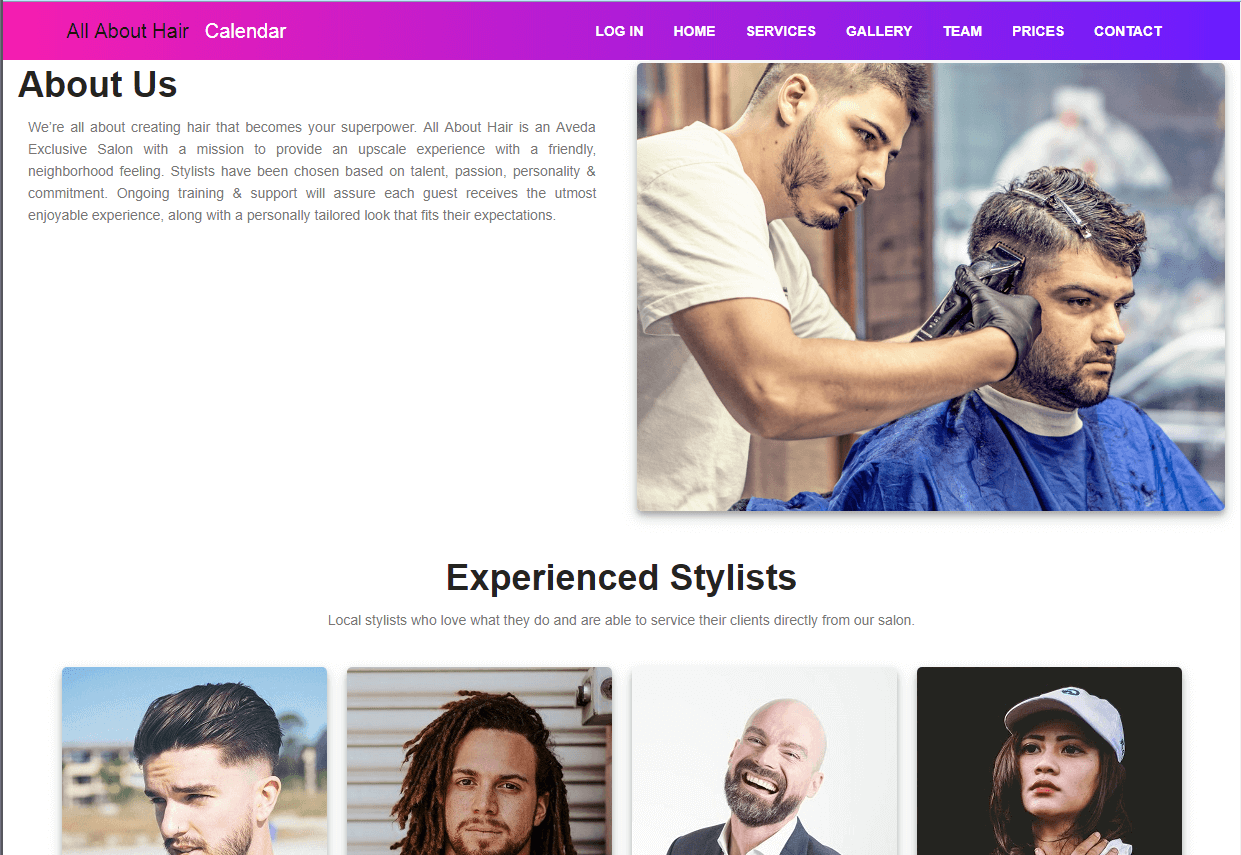 All About Hair Calendar LOG IN HOME SERVICES GALLERY TEAM PRICES CONTACT
About Us
We’re all about creating hair that becomes your superpower. All About Hair is an Aveda
Exclusive Salon with a mission to provide an upscale experience with a friendly,
neighborhood feeling. Stylists have been chosen based on talent, passion, personality &
commitment. Ongoing training & support will assure each guest receives the utmost
enjoyable experience, along with a personally tailored look that fits their expectations.
Experienced Stylists
Local stylists who love what they do and are able to service their clients directly from our salon.